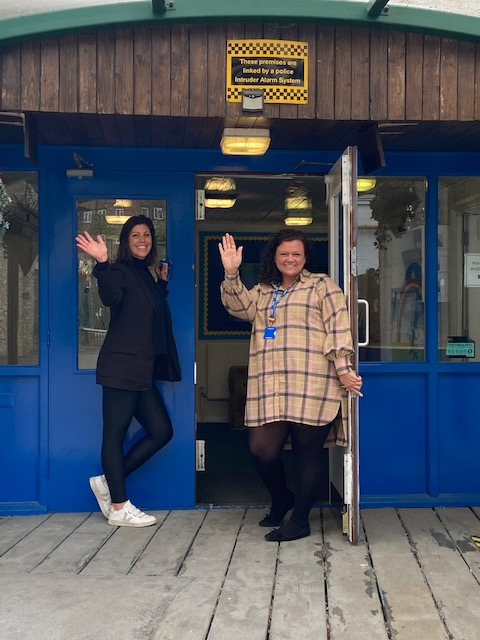 These premises are
linked by a police
Intruder Alarm System